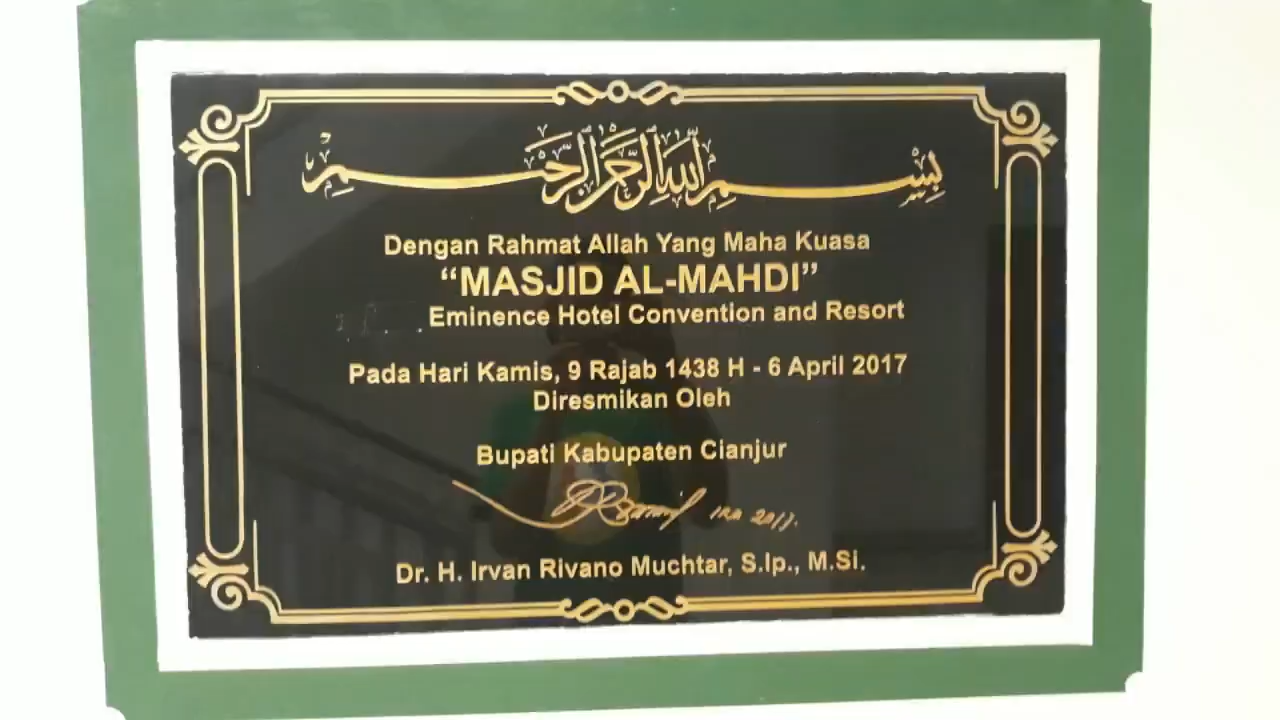 بسم الله الرحمن الرحيم
Dengan Rahmat Allah Yang Maha Kuasa
“MASJID AL-MAHDI”
Eminence Hotel Convention and Resort
Pada Hari Kamis, 9 Rajab 1438 H - 6 April 2017
Diresmikan Oleh
Bupati Kabupaten Cianjur
Dr. H. Irvan Rivano Muchtar, S.Ip., M.Si.